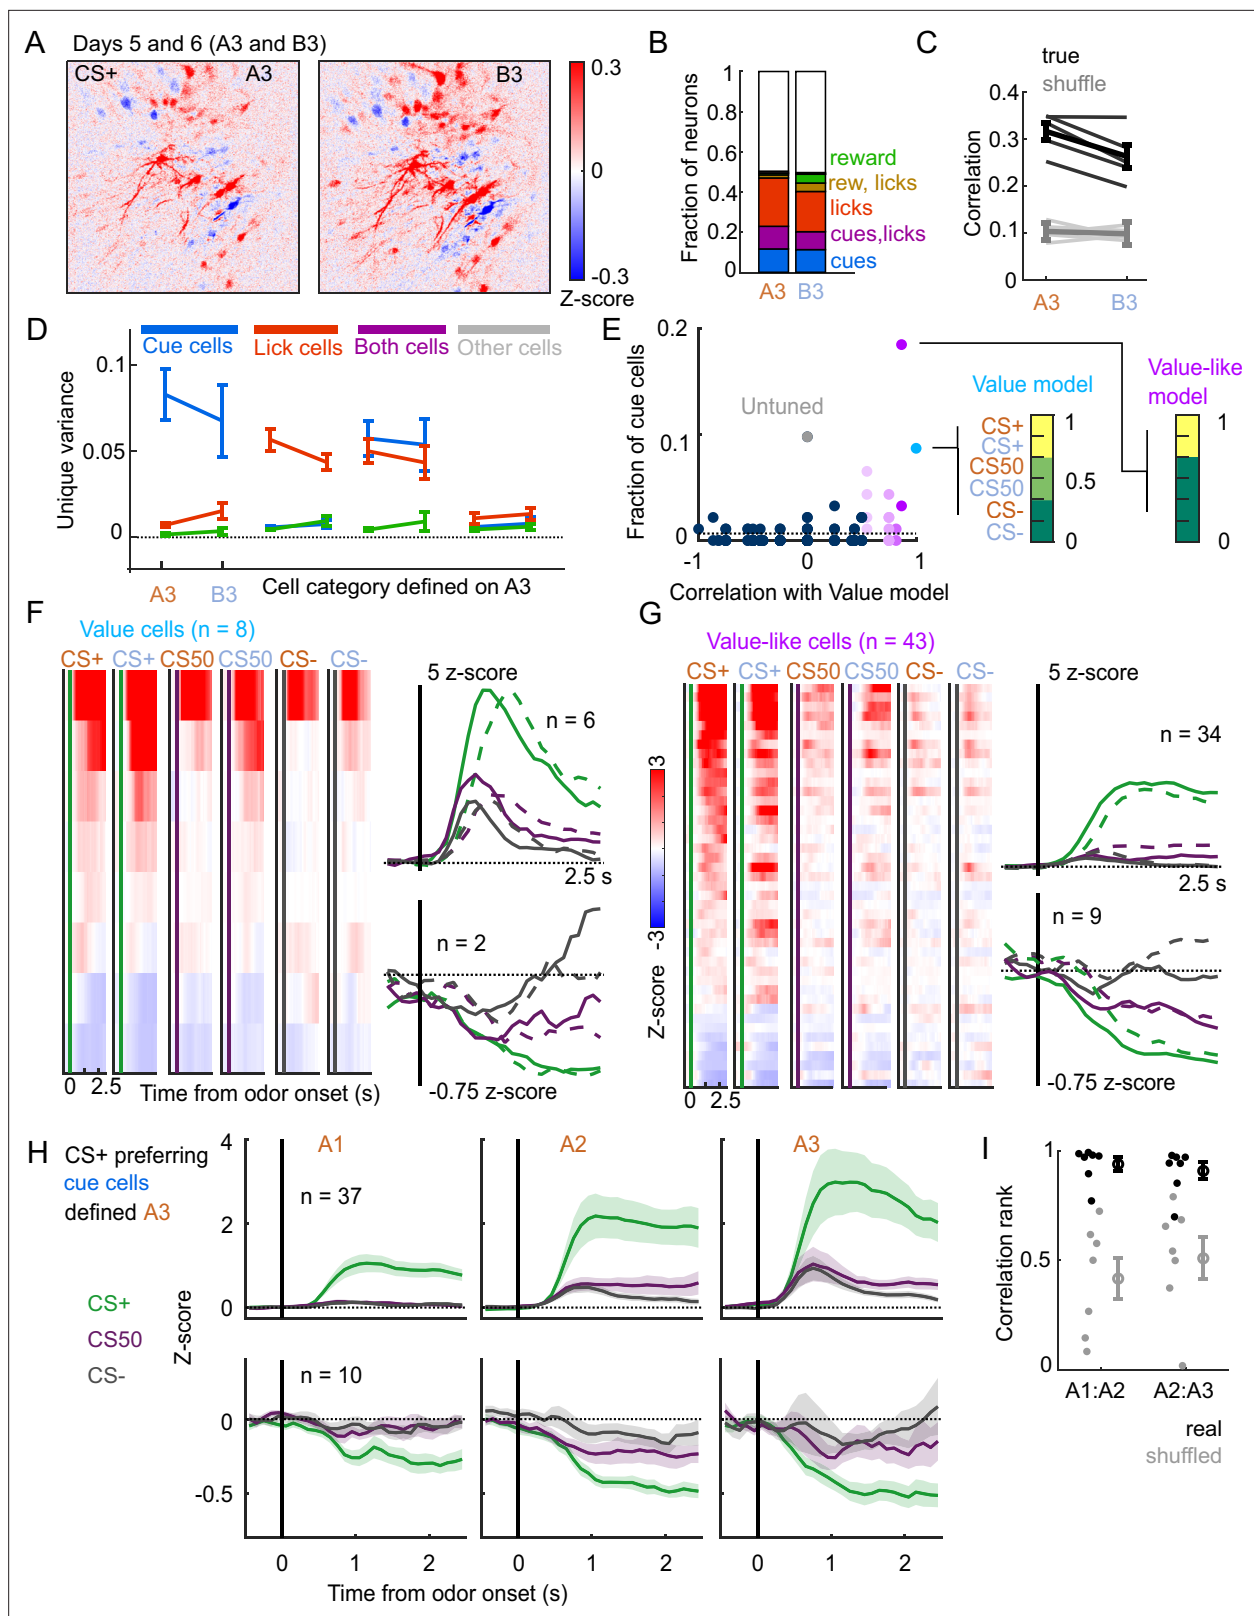 A
Days 5 and 6 (A3 and B3)
CS+
A3
B3
0.3
0
-0.3
Z-score
B
Fraction of neurons
1
0.8
0.6
0.4
0.2
0
reward
rew, licks
licks
cues,licks
cues
A3
B3
C
true
shuffle
Correlation
0.4
0.3
0.2
0.1
0
A3
B3
D
Cue cells
Lick cells
Both cells
Other cells
Unique variance
0.1
0.05
0
A3
B3
Cell category defined on A3
E
Fraction of cue cells
0.2
0.1
0
Untuned
-1
0
1
Correlation with Value model
Value model
CS+
CS+
CS50
CS50
CS-
CS-
1
0.5
0
Value-like
model
1
0
F
Value cells (n = 8)
CS+
CS+
CS50
CS50
CS-
CS-
0
2.5
Time from odor onset (s)
5 z-score
n = 6
2.5 s
n = 2
-0.75 z-score
G
Value-like cells (n = 43)
CS+
CS+
CS50
CS50
CS-
CS-
3
-3
Z-score
0
2.5
5 z-score
n = 34
2.5 s
n = 9
-0.75 z-score
H
CS+ preferring
cue cells
defined A3
CS+
CS50
CS-
Z-score
A1
A2
A3
4
2
0
n = 37
n = 10
0
-0.5
0
1
2
0
1
2
0
1
2
Time from odor onset (s)
I
Correlation rank
1
0.5
0
A1:A2
A2:A3
real
shuffled